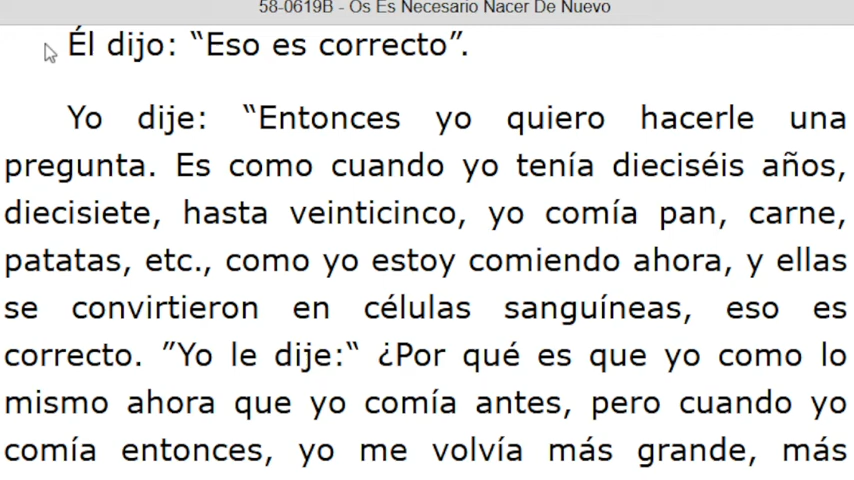 58-0619B - Os Es Necesario Nacer De Nuevo
Él dijo: “Eso es correcto”.
Yo dije: “Entonces yo quiero hacerle una
pregunta. Es como cuando yo tenía dieciséis años,
diecisiete, hasta veinticinco, yo comía pan, carne,
patatas, etc., como yo estoy comiendo ahora, y ellas
se convirtieron en células sanguíneas, eso es
correcto. ”Yo le dije:“ ¿Por qué es que yo como lo
mismo ahora que yo comía antes, pero cuando yo
comía entonces, yo me volvía más grande, más